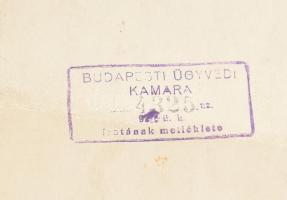 BUDAPESTI ÜGYVÉDI
KAMARA
4325 sz.
ü. k.
iratának melléklete